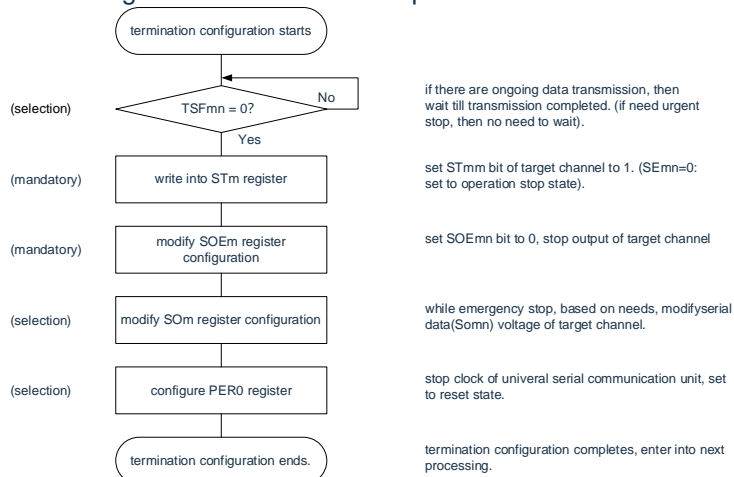 termination configuration starts
(selection)
TSFmn = 0?
No
Yes
if there are ongoing data transmission, then
wait till transmission completed. (if need urgent
stop, then no need to wait).
(mandatory)
write into STm register
set STmm bit of target channel to 1. (SEmn=0:
set to operation stop state).
(mandatory)
modify SOEm register
configuration
set SOEmn bit to 0, stop output of target channel
(selection)
modify SOm register configuration
while emergency stop, based on needs, modifyserial
data(Somn) voltage of target channel.
(selection)
configure PER0 register
stop clock of univeral serial communication unit, set
to reset state.
termination configuration ends.
termination configuration completes, enter into next
processing.